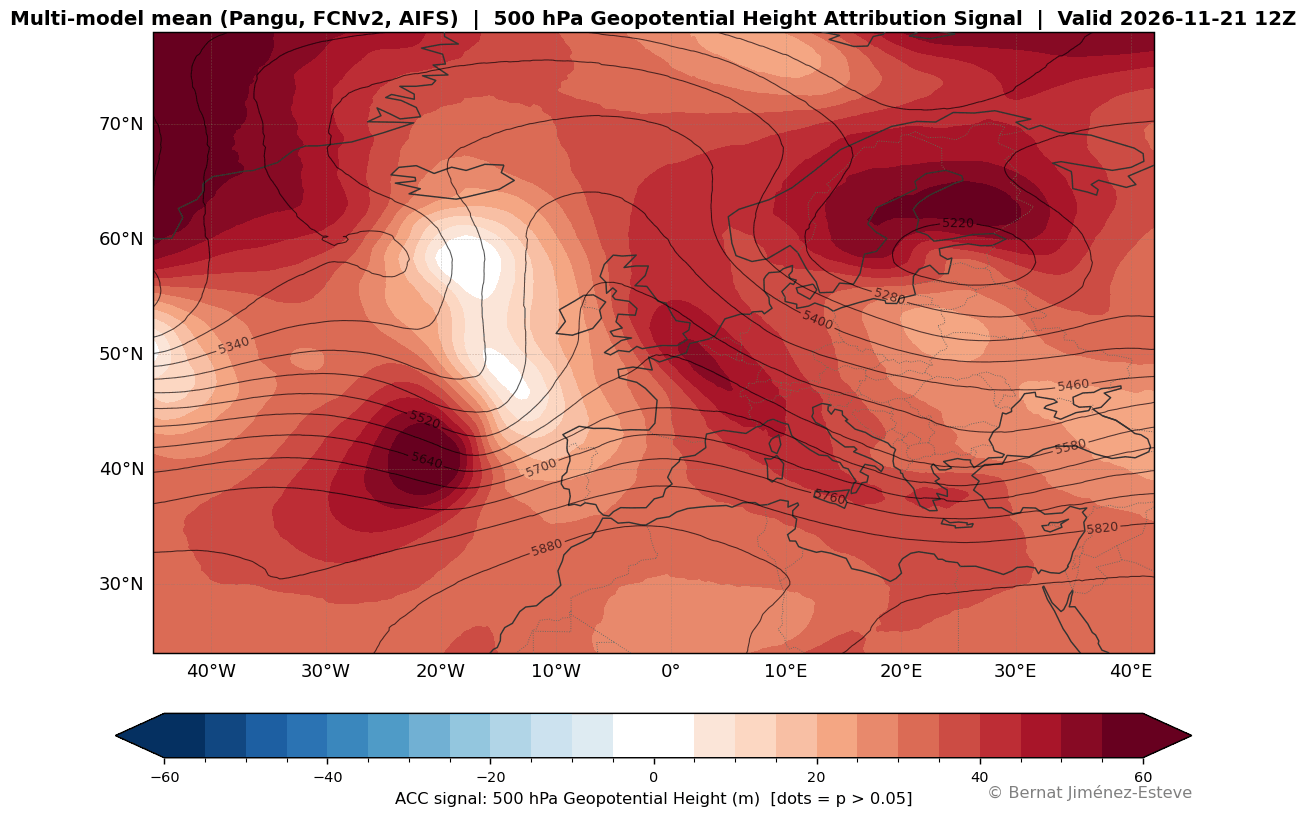 Multi-model mean (Pangu, FCNv2, AIFS)  |  500 hPa Geopotential Height Attribution Signal  |  Valid 2026-11-21 12Z
70°N
60°N
50°N
40°N
30°N
5220
5280
5400
5340
5460
5520
5580
5640
5700
5760
5820
5880
40°W 30°W 20°W 10°W 0° 10°E 20°E 30°E 40°E
−60 −40 −20 0 20 40 60
ACC signal: 500 hPa Geopotential Height (m)  [dots = p > 0.05]
© Bernat Jiménez-Esteve